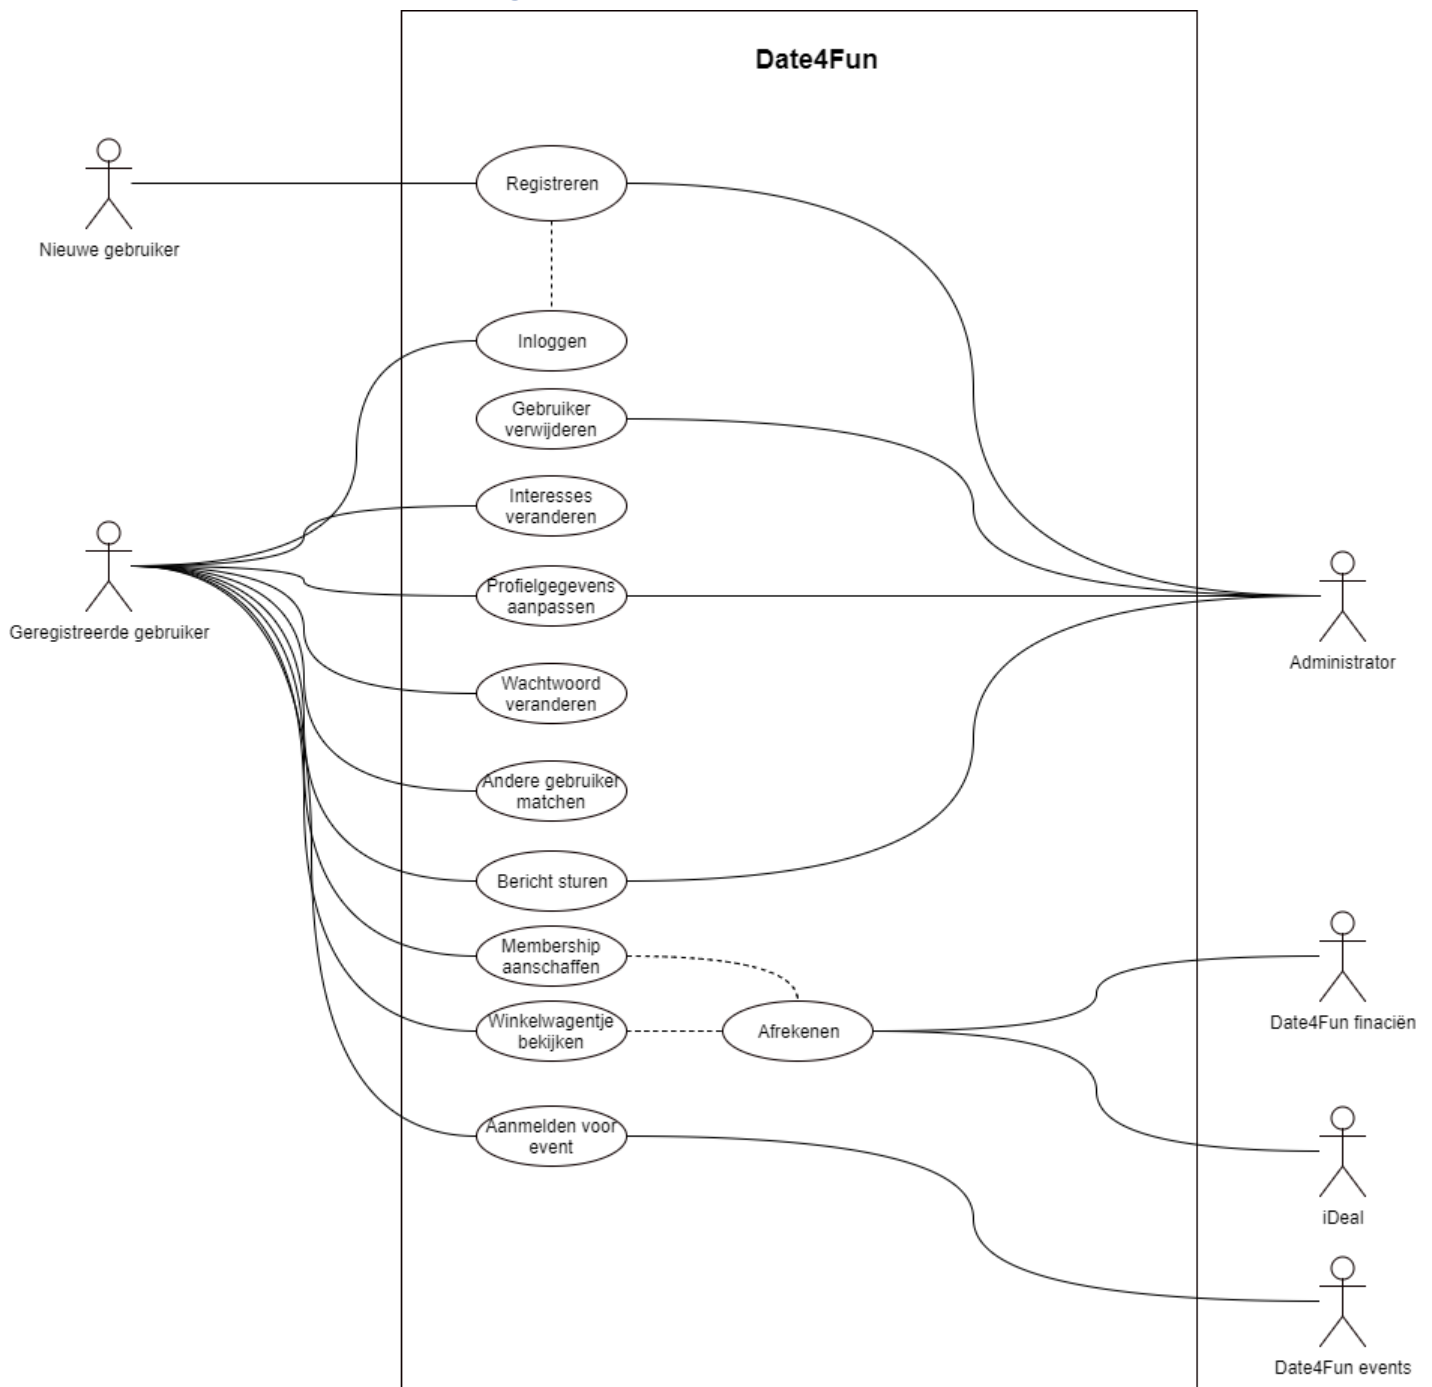 Date4Fun
Registreren
Nieuwe gebruiker
Inloggen
Gebruiker
verwijderen
Interesses
veranderen
Profielgegevens
aanpassen
Geregistreerde gebruiker
Administrator
Wachtwoord
veranderen
Andere gebruiker
matchen
Bericht sturen
Membership
aanschaffen
Winkelwagentje
bekijken
Afrekenen
Date4Fun finaciën
Aanmelden voor
event
iDeal
Date4Fun events